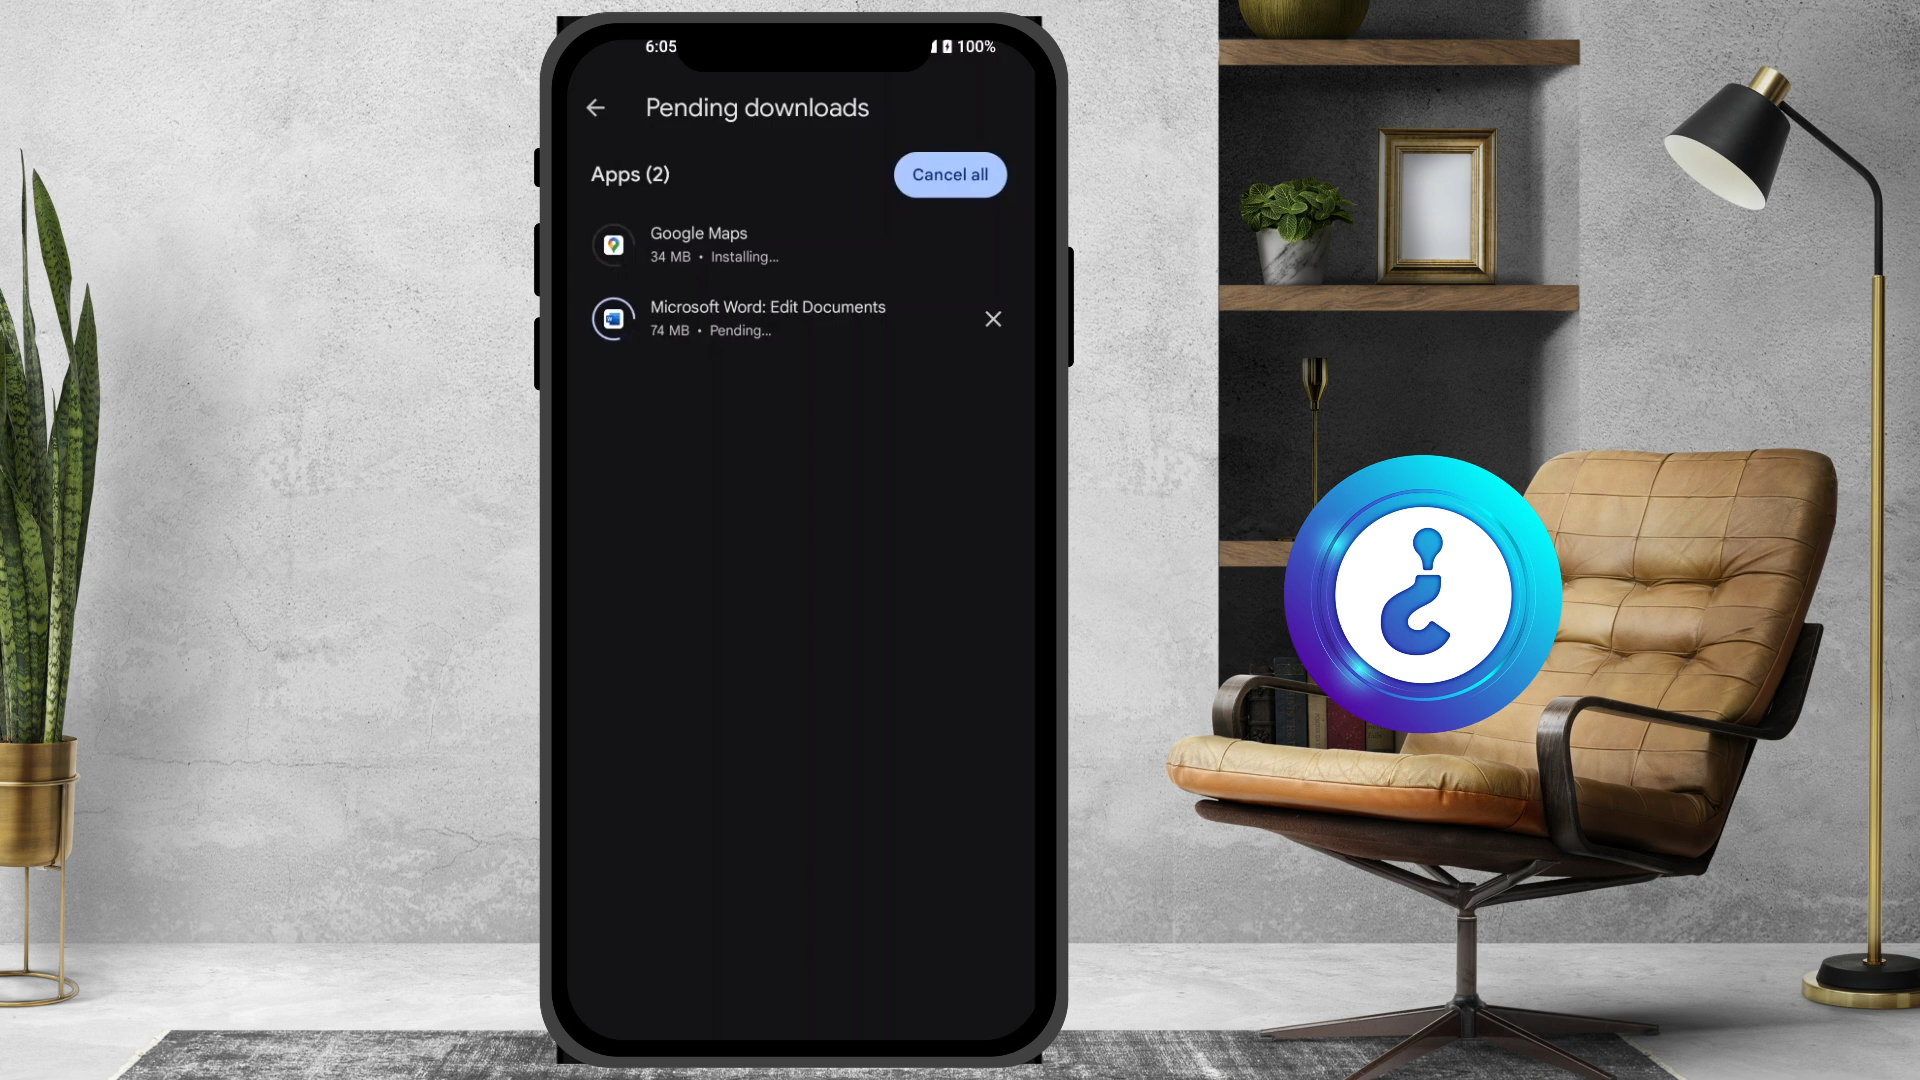 6:05
100%
Pending downloads
Apps (2)
Cancel all
Google Maps
34 MB • Installing...
Microsoft Word: Edit Documents
74 MB • Pending...